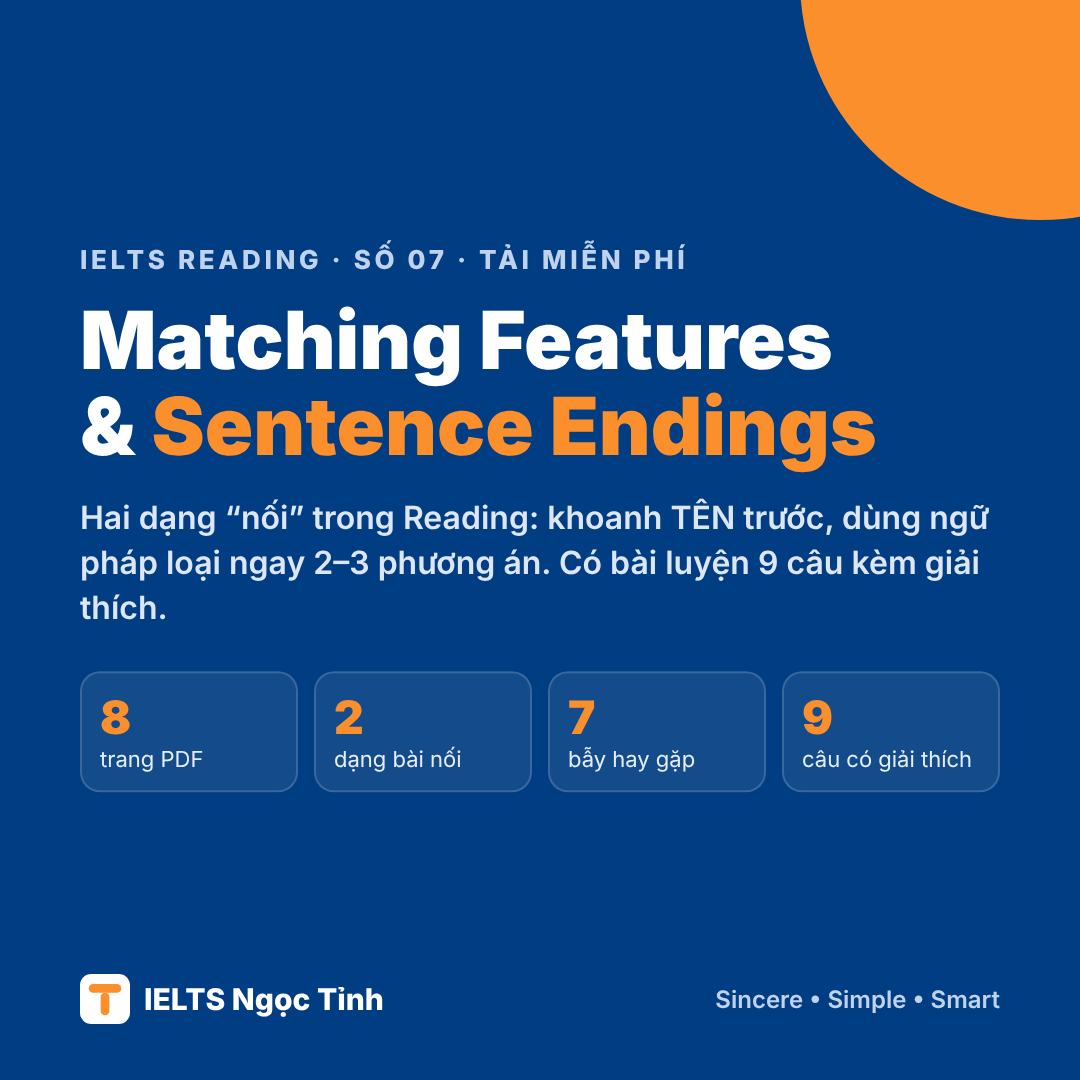 IELTS READING · SỐ 07 · TẢI MIỄN PHÍ
Matching Features
& Sentence Endings
Hai dạng “nối” trong Reading: khoanh TÊN trước, dùng ngữ
pháp loại ngay 2–3 phương án. Có bài luyện 9 câu kèm giải
thích.
8
trang PDF
2
dạng bài nối
7
bẫy hay gặp
9
câu có giải thích
IELTS Ngọc Tỉnh
Sincere • Simple • Smart